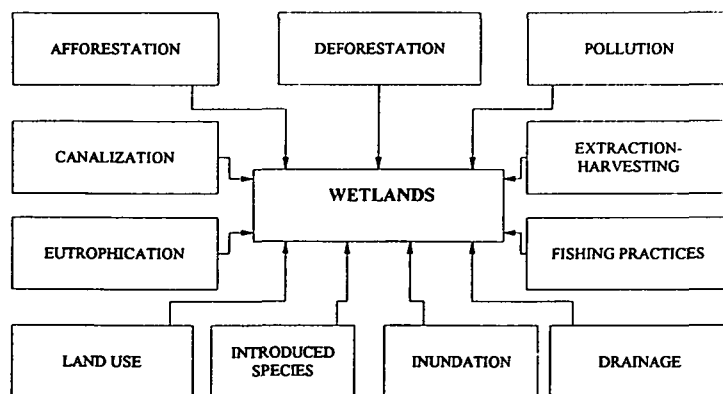 AFFORESTATION
DEFORESTATION
POLLUTION
CANALIZATION
EXTRACTION-
HARVESTING
WETLANDS
EUTROPHICATION
FISHING PRACTICES
LAND USE
INTRODUCED
SPECIES
INUNDATION
DRAINAGE